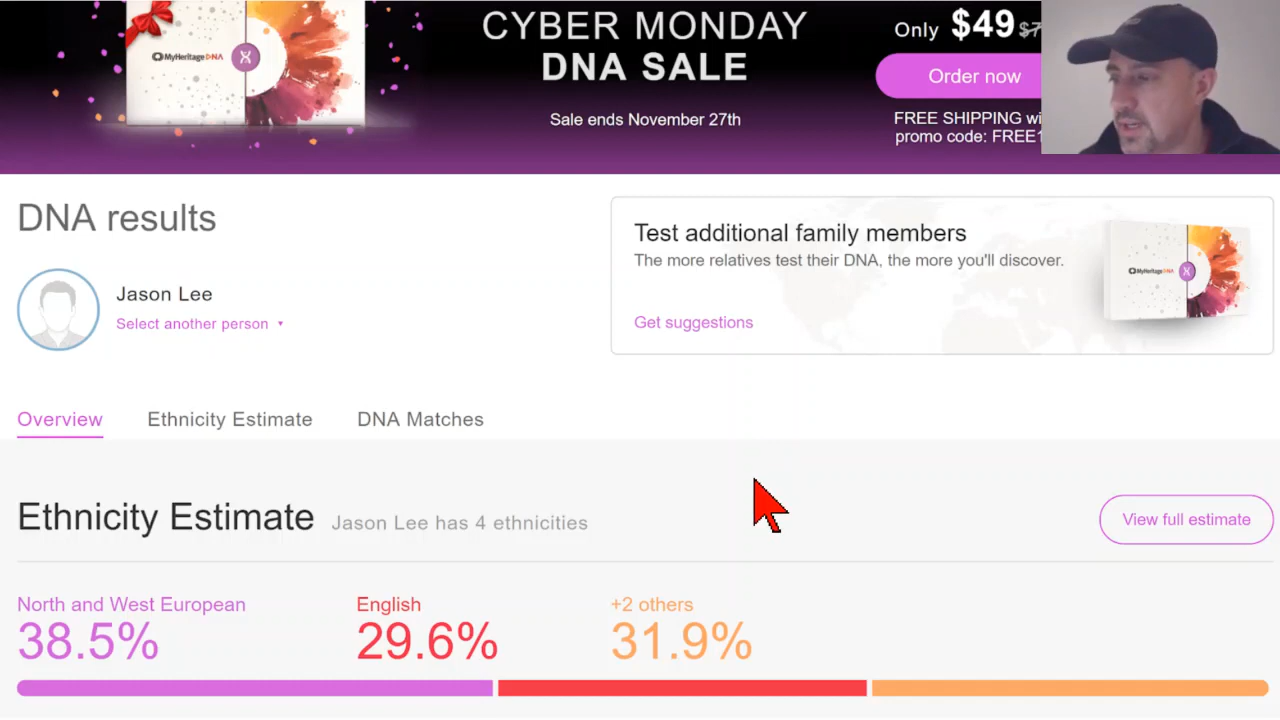 CYBER MONDAY
DNA SALE
Sale ends November 27th
Only $49
Order now
FREE SHIPPING
promo code:
MyHeritage DNA
DNA results
Jason Lee
Select another person
Test additional family members
The more relatives test their DNA, the more you'll discover.
Get suggestions
MyHeritage DNA
Overview Ethnicity Estimate DNA Matches
Ethnicity Estimate Jason Lee has 4 ethnicities
View full estimate
North and West European English +2 others
38.5% 29.6% 31.9%